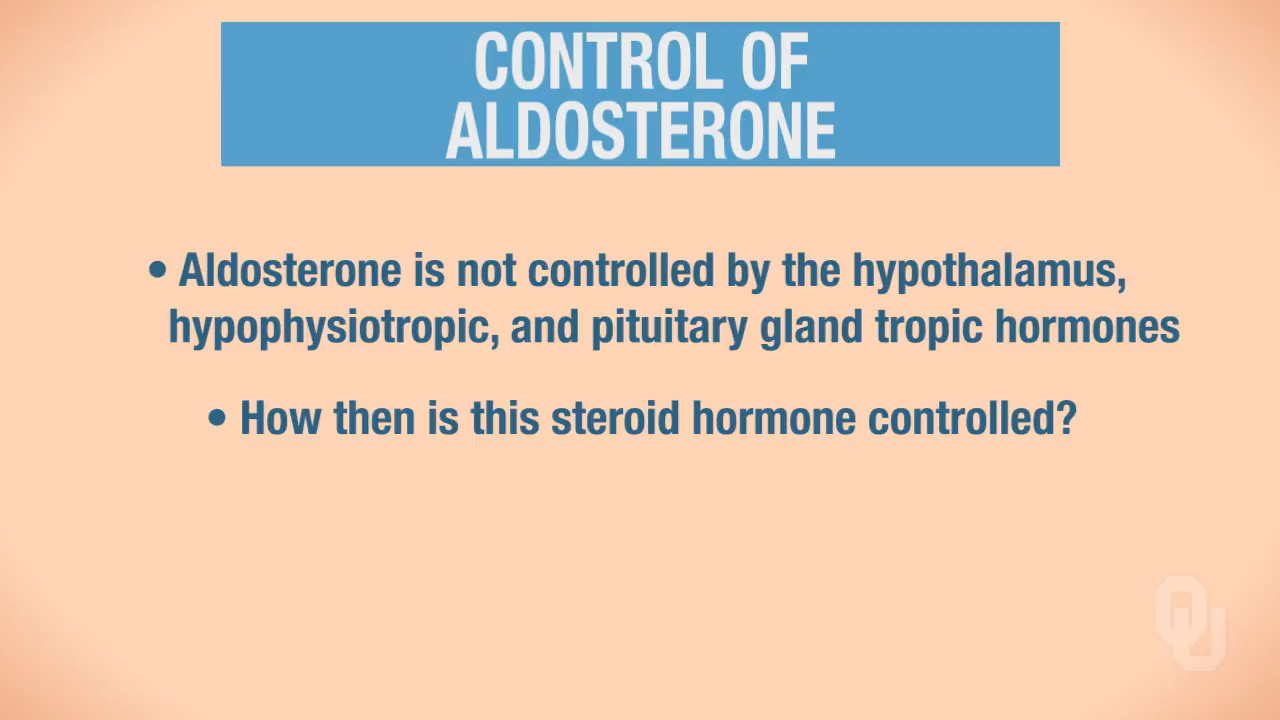 CONTROL OF
ALDOSTERONE
• Aldosterone is not controlled by the hypothalamus,
hypophysiotropic, and pituitary gland tropic hormones
• How then is this steroid hormone controlled?
OU